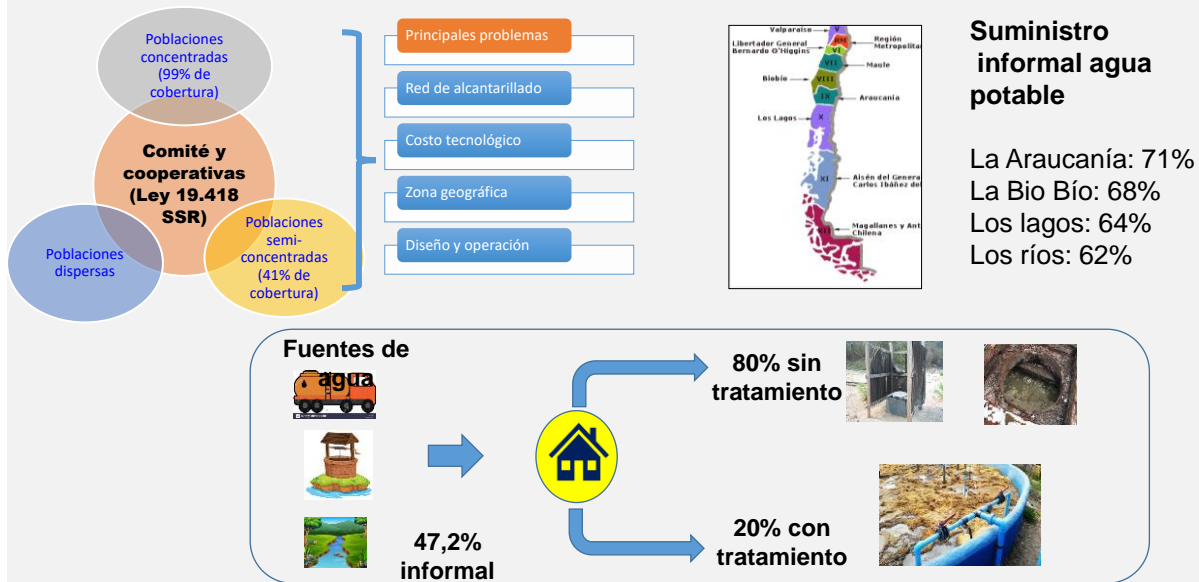 Poblaciones
concentradas
(99% de
cobertura)
Comité y
cooperativas
(Ley 19.418
SSR)
Poblaciones
dispersas
Poblaciones
semi-
concentradas
(41% de
cobertura)
Principales problemas
Red de alcantarillado
Costo tecnológico
Zona geográfica
Diseño y operación
Valparaíso
V
Libertador General
Bernardo O'Higgins
RM
Región
Metropolita
VI
VII
Maule
Biobío
VIII
IX
Araucanía
Los Lagos
X
XI
Aisén del Genera
Carlos Ibáñez del
Magallanes y Ant
Chilena
Suministro
informal agua
potable
La Araucanía: 71%
La Bio Bío: 68%
Los lagos: 64%
Los ríos: 62%
Fuentes de
agua
47,2%
informal
80% sin
tratamiento
20% con
tratamiento